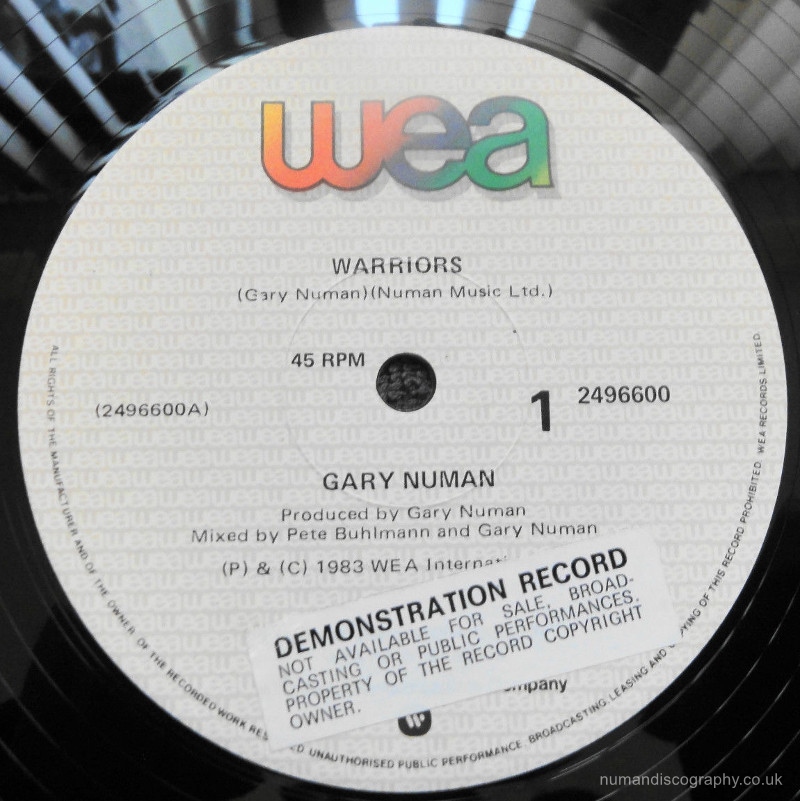 wea
WARRIORS
(Gary Numan)(Numan Music Ltd.)
45 RPM
(2496600A)
1
2496600
GARY NUMAN
Produced by Gary Numan
Mixed by Pete Buhlmann and Gary Numan
(P) & (C) 1983 WEA
DEMONSTRATION RECORD
NOT AVAILABLE FOR SALE, BROAD-
CASTING OR PUBLIC PERFORMANCES.
PROPERTY OF THE RECORD COPYRIGHT
OWNER.
ALL RIGHTS OF THE MANUFACTURER AND OF THE OWNER OF THE RECORDED WORK UNAUTHORISED PUBLIC PERFORMANCE BROADCASTING LEASING AND OF THIS RECORD PROHIBITED. WEA RECORDS LIMITED.
numandiscography.co.uk